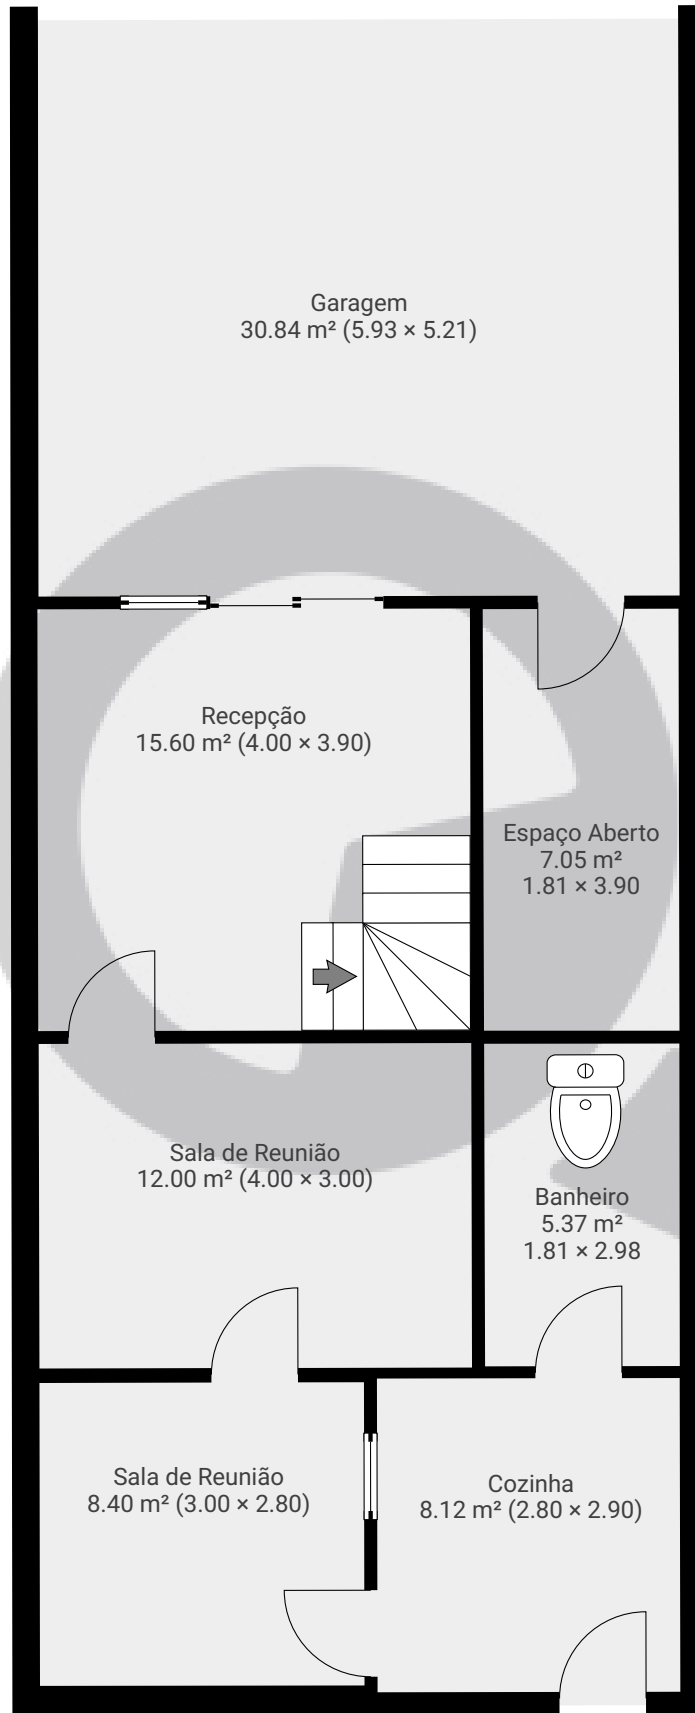 Garagem
30.84 m² (5.93 × 5.21)
Recepção
15.60 m² (4.00 × 3.90)
Espaço Aberto
7.05 m²
1.81 × 3.90
Sala de Reunião
12.00 m² (4.00 × 3.00)
Banheiro
5.37 m²
1.81 × 2.98
Sala de Reunião
8.40 m² (3.00 × 2.80)
Cozinha
8.12 m² (2.80 × 2.90)